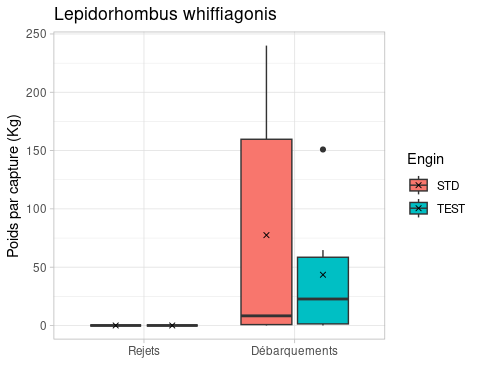 Lepidorhombus whiffiagonis
Poids par capture (Kg)
250
200
150
100
50
0
Rejets
Débarquements
Engin
STD
TEST